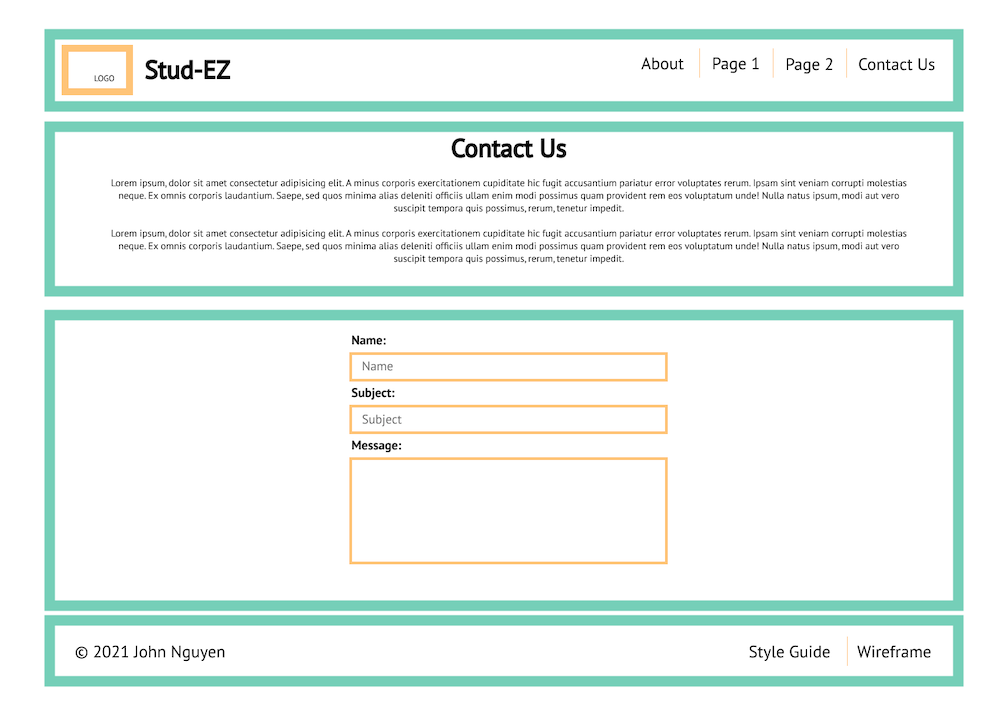 LOGO
Stud-EZ
About
Page 1
Page 2
Contact Us
Contact Us
Lorem ipsum, dolor sit amet consectetur adipisicing elit. A minus corporis exercitationem cupiditate hic fugit accusantium pariatur error voluptates rerum. Ipsam sint veniam corrupti molestias
neque. Ex omnis corporis laudantium. Saepe, sed quos minima alias deleniti officiis ullam enim modi possimus quam provident rem eos voluptatum unde! Nulla natus ipsum, modi aut vero
suscipit tempora quis possimus, rerum, tenetur impedit.
Lorem ipsum, dolor sit amet consectetur adipisicing elit. A minus corporis exercitationem cupiditate hic fugit accusantium pariatur error voluptates rerum. Ipsam sint veniam corrupti molestias
neque. Ex omnis corporis laudantium. Saepe, sed quos minima alias deleniti officiis ullam enim modi possimus quam provident rem eos voluptatum unde! Nulla natus ipsum, modi aut vero
suscipit tempora quis possimus, rerum, tenetur impedit.
Name:
Name
Subject:
Subject
Message:
© 2021 John Nguyen
Style Guide
Wireframe